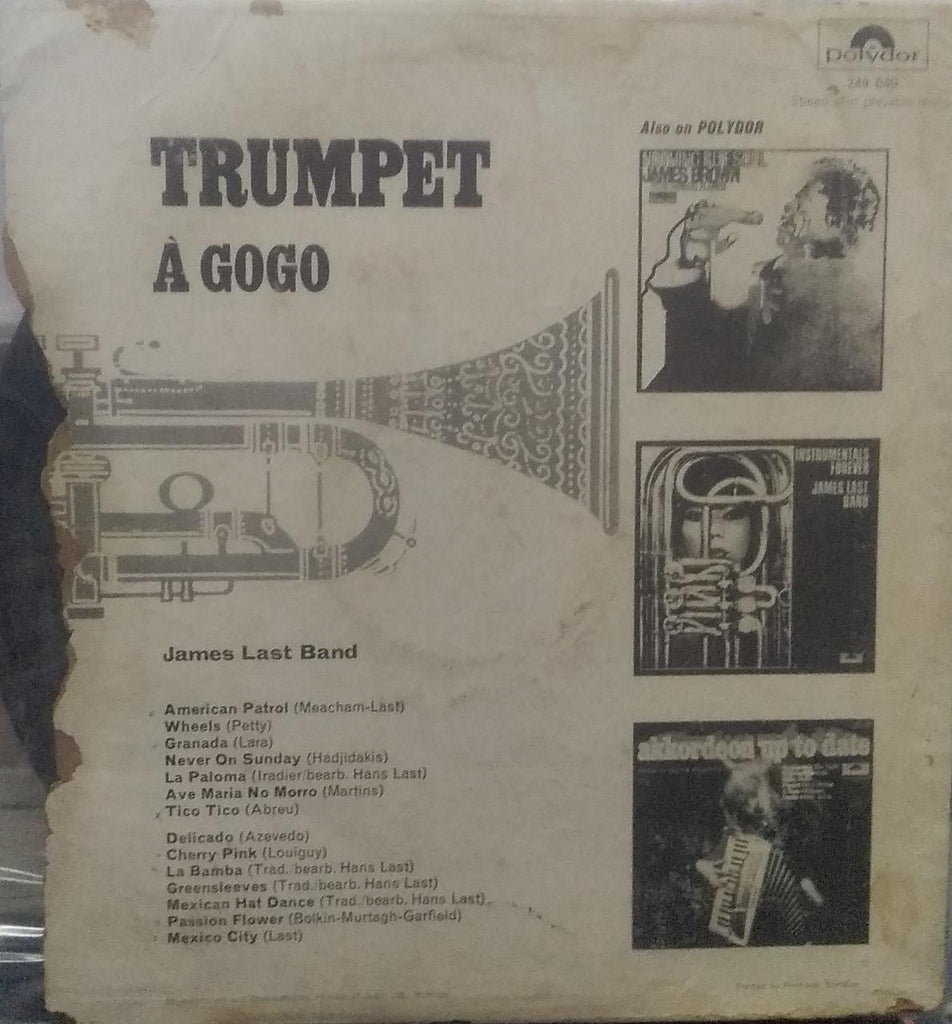 polydor
249 040
Also on POLYDOR
TRUMPET
À GOGO
JAMES BROWN
INSTRUMENTALS
FOREVER
JAMES LAST
BAND
akkordeon up to date
James Last Band
American Patrol (Meacham-Last)
Wheels (Petty)
Granada (Lara)
Never On Sunday (Hadjidakis)
La Paloma (Iradier/bearb. Hans Last)
Ave Maria No Morro (Martins)
Tico Tico (Abreu)
Delicado (Azevedo)
Cherry Pink (Louiguy)
La Bamba (Trad./bearb. Hans Last)
Greensleeves (Trad./bearb. Hans Last)
Mexican Hat Dance (Trad./bearb. Hans Last)
Passion Flower (Bolkin-Murtagh-Garfield)
Mexico City (Last)